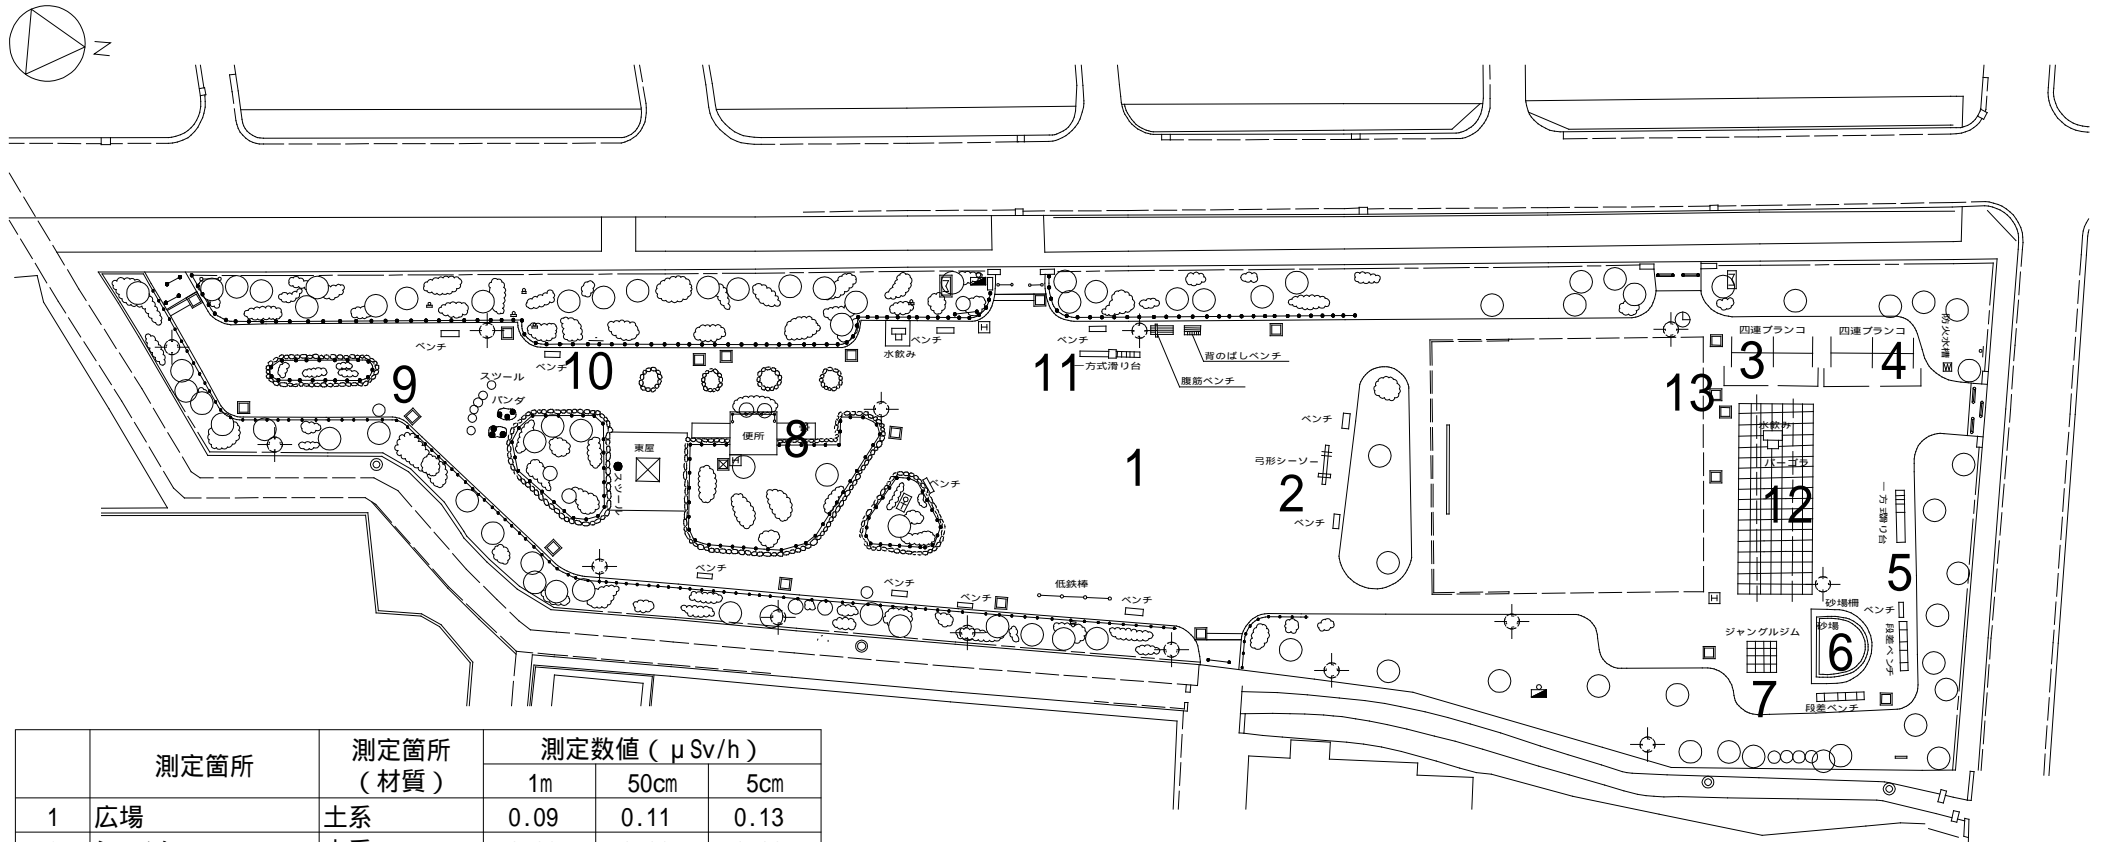 N
四連ブランコ
四連ブランコ
防火水槽
ベンチ
ベンチ
水飲み
ベンチ
ベンチ
一方式滑り台
背のばしベンチ
腹筋ベンチ
3
4
9
10
11
13
スツール
パンダ
ベンチ
便所
8
東屋
スツール
ベンチ
1
弓形シーソー
2
ベンチ
水飲み
パーゴラ
12
一方式滑り台
5
ベンチ
ベンチ
ベンチ
低鉄棒
ベンチ
砂場柵
ベンチ
砂場
6
段差ベンチ
ジャングルジム
7
段差ベンチ
測定箇所 測定箇所（材質） 測定数値（μSv/h）
1m 50cm 5cm
1 広場 土系 0.09 0.11 0.13